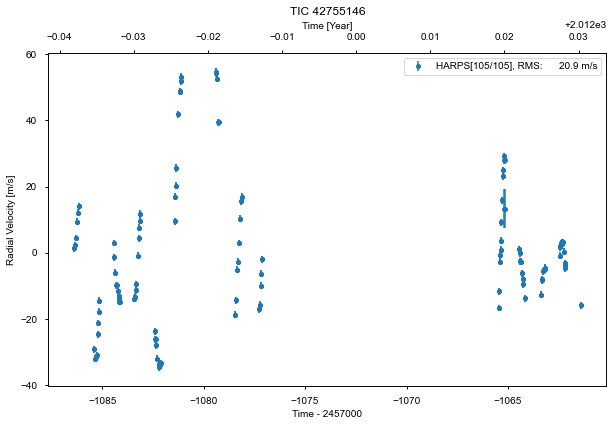 TIC 42755146
Time [Year]
−0.04 −0.03 −0.02 −0.01 0.00 0.01 0.02 0.03
+2.012e3
HARPS[105/105], RMS: 20.9 m/s
60
40
20
0
−20
−40
Radial Velocity [m/s]
−1085 −1080 −1075 −1070 −1065
Time - 2457000